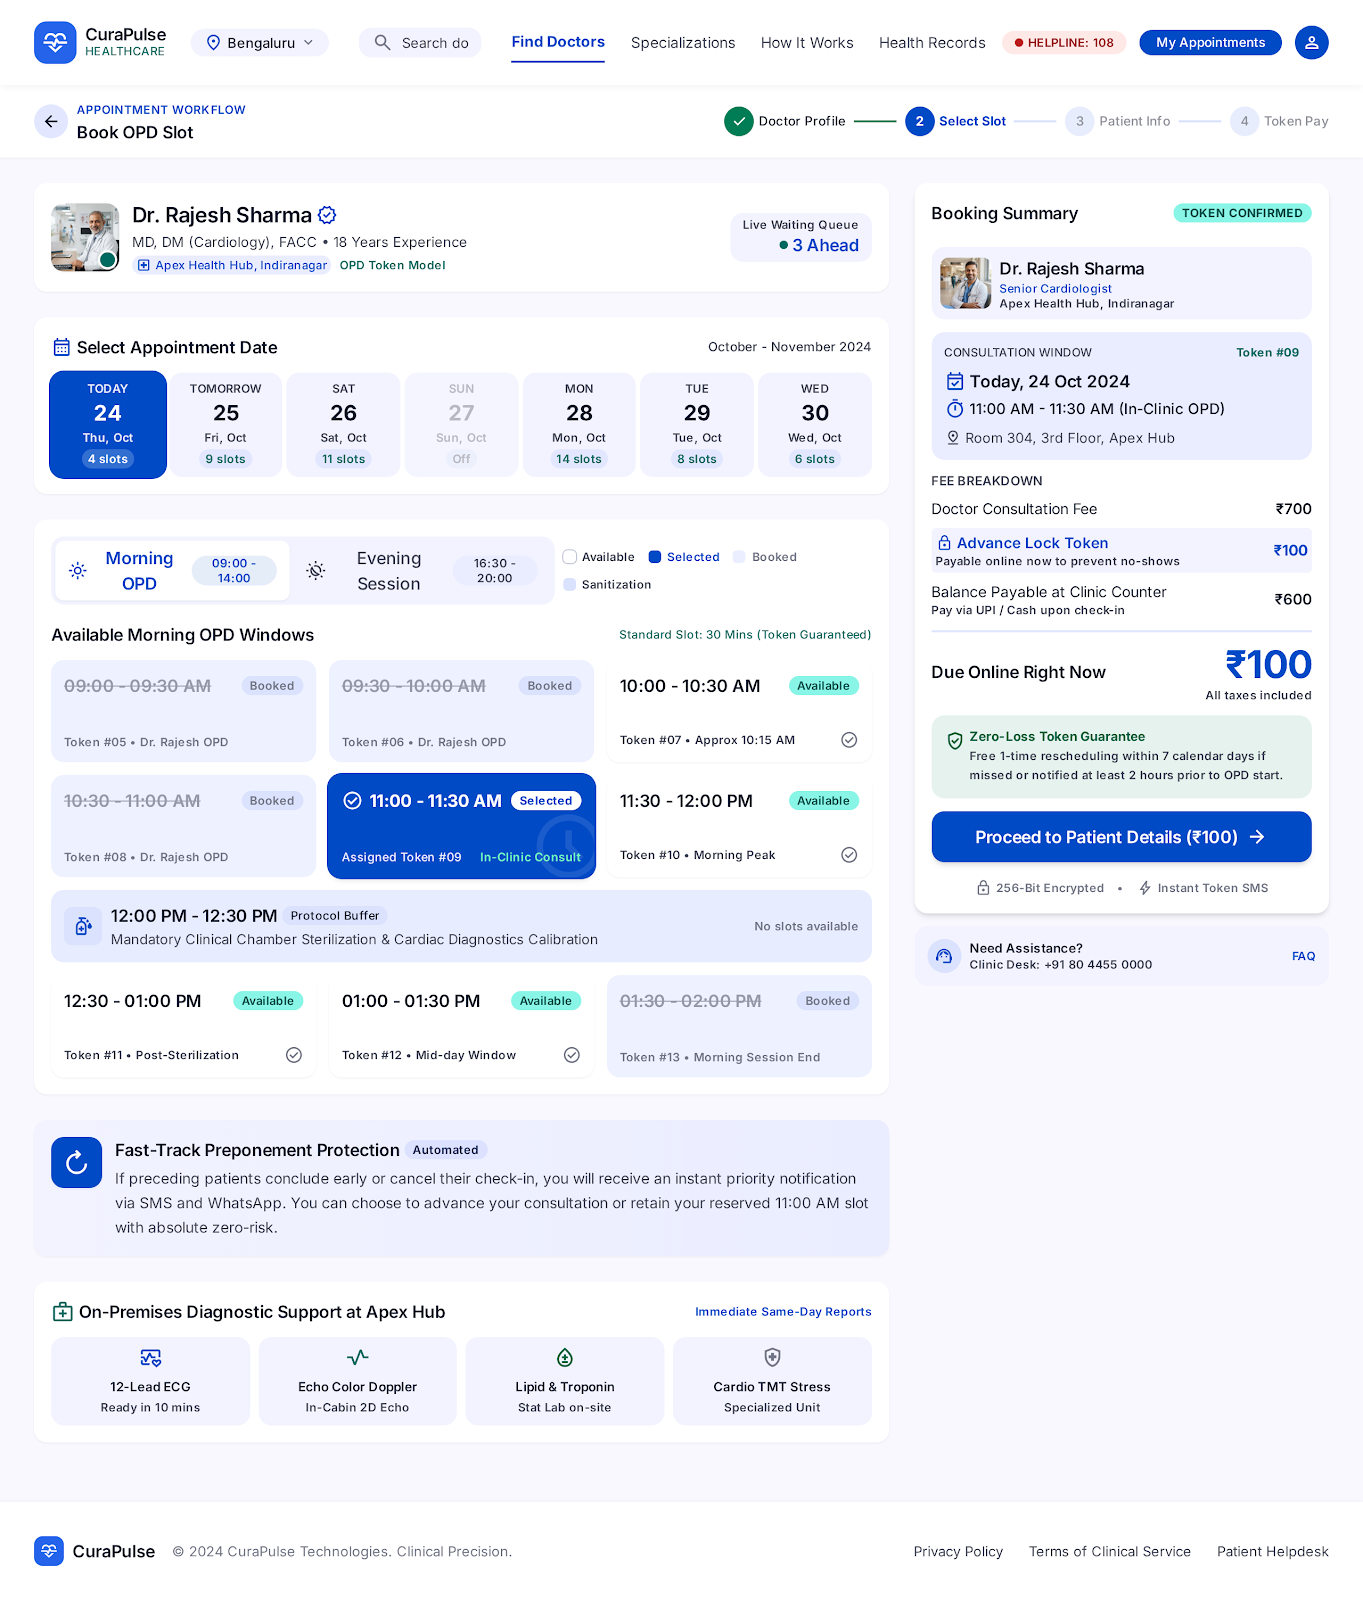 CuraPulse
HEALTHCARE
Bengaluru
Search do
Find Doctors
Specializations
How It Works
Health Records
HELPLINE: 108
My Appointments
APPOINTMENT WORKFLOW
Book OPD Slot
Doctor Profile
2 Select Slot
3 Patient Info
4 Token Pay
Dr. Rajesh Sharma
MD, DM (Cardiology), FACC • 18 Years Experience
Apex Health Hub, Indiranagar
OPD Token Model
Live Waiting Queue
3 Ahead
Select Appointment Date
October - November 2024
TODAY
24
Thu, Oct
4 slots
TOMORROW
25
Fri, Oct
9 slots
SAT
26
Sat, Oct
11 slots
SUN
27
Sun, Oct
Off
MON
28
Mon, Oct
14 slots
TUE
29
Tue, Oct
8 slots
WED
30
Wed, Oct
6 slots
Morning
OPD
09:00 -
14:00
Evening
Session
16:30 -
20:00
Available
Selected
Booked
Sanitization
Available Morning OPD Windows
Standard Slot: 30 Mins (Token Guaranteed)
09:00 - 09:30 AM
Booked
Token #05 • Dr. Rajesh OPD
09:30 - 10:00 AM
Booked
Token #06 • Dr. Rajesh OPD
10:00 - 10:30 AM
Available
Token #07 • Approx 10:15 AM
10:30 - 11:00 AM
Booked
Token #08 • Dr. Rajesh OPD
11:00 - 11:30 AM
Selected
Assigned Token #09
In-Clinic Consult
11:30 - 12:00 PM
Available
Token #10 • Morning Peak
12:00 PM - 12:30 PM
Protocol Buffer
Mandatory Clinical Chamber Sterilization & Cardiac Diagnostics Calibration
No slots available
12:30 - 01:00 PM
Available
Token #11 • Post-Sterilization
01:00 - 01:30 PM
Available
Token #12 • Mid-day Window
01:30 - 02:00 PM
Booked
Token #13 • Morning Session End
Fast-Track Preponement Protection
Automated
If preceding patients conclude early or cancel their check-in, you will receive an instant priority notification
via SMS and WhatsApp. You can choose to advance your consultation or retain your reserved 11:00 AM slot
with absolute zero-risk.
On-Premises Diagnostic Support at Apex Hub
Immediate Same-Day Reports
12-Lead ECG
Ready in 10 mins
Echo Color Doppler
In-Cabin 2D Echo
Lipid & Troponin
Stat Lab on-site
Cardio TMT Stress
Specialized Unit
Booking Summary
TOKEN CONFIRMED
Dr. Rajesh Sharma
Senior Cardiologist
Apex Health Hub, Indiranagar
CONSULTATION WINDOW
Token #09
Today, 24 Oct 2024
11:00 AM - 11:30 AM (In-Clinic OPD)
Room 304, 3rd Floor, Apex Hub
FEE BREAKDOWN
Doctor Consultation Fee
₹700
Advance Lock Token
Payable online now to prevent no-shows
₹100
Balance Payable at Clinic Counter
Pay via UPI / Cash upon check-in
₹600
Due Online Right Now
₹100
All taxes included
Zero-Loss Token Guarantee
Free 1-time rescheduling within 7 calendar days if
missed or notified at least 2 hours prior to OPD start.
Proceed to Patient Details (₹100)
256-Bit Encrypted
•
Instant Token SMS
Need Assistance?
Clinic Desk: +91 80 4455 0000
FAQ
CuraPulse
© 2024 CuraPulse Technologies. Clinical Precision.
Privacy Policy
Terms of Clinical Service
Patient Helpdesk